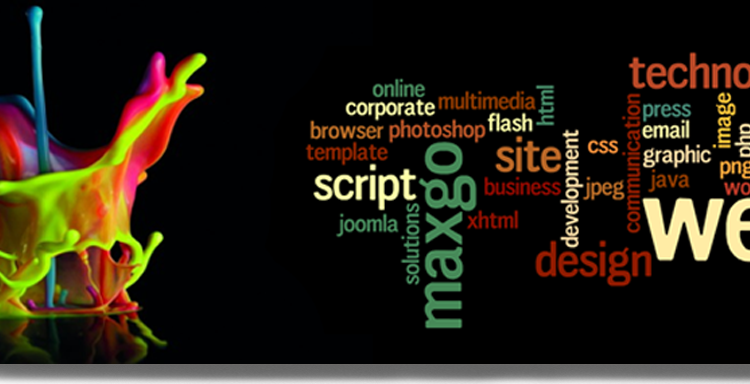 online
corporate
multimedia
html
browser
photoshop
flash
template
script
site
css
business
jpeg
development
joomla
solutions
maxgo
xhtml
design
techno
communication
press
email
graphic
java
image
php
png
wo
we